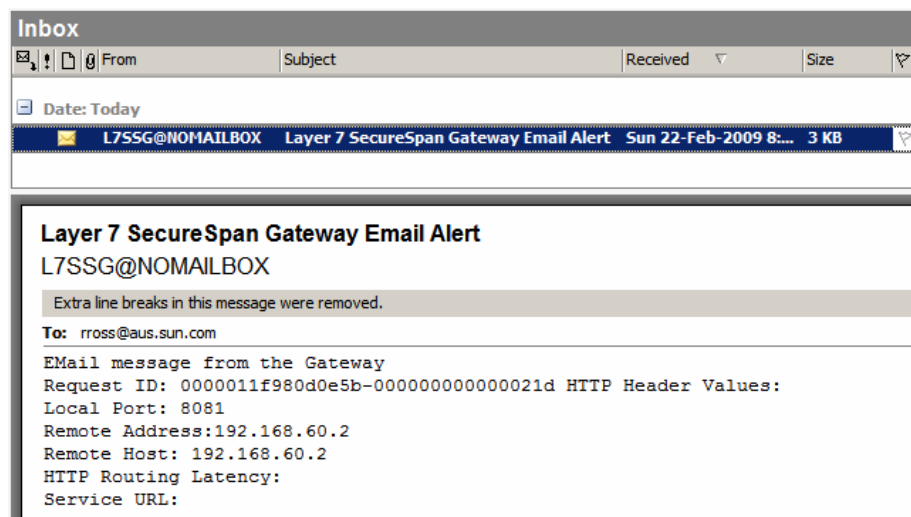 Inbox
From Subject Received Size
Date: Today
L7SSG@NOMAILBOX Layer 7 SecureSpan Gateway Email Alert Sun 22-Feb-2009 8:... 3 KB
Layer 7 SecureSpan Gateway Email Alert
L7SSG@NOMAILBOX
Extra line breaks in this message were removed.
To: rross@aus.sun.com
EMail message from the Gateway
Request ID: 0000011f980d0e5b-000000000000021d HTTP Header Values:
Local Port: 8081
Remote Address:192.168.60.2
Remote Host: 192.168.60.2
HTTP Routing Latency:
Service URL: